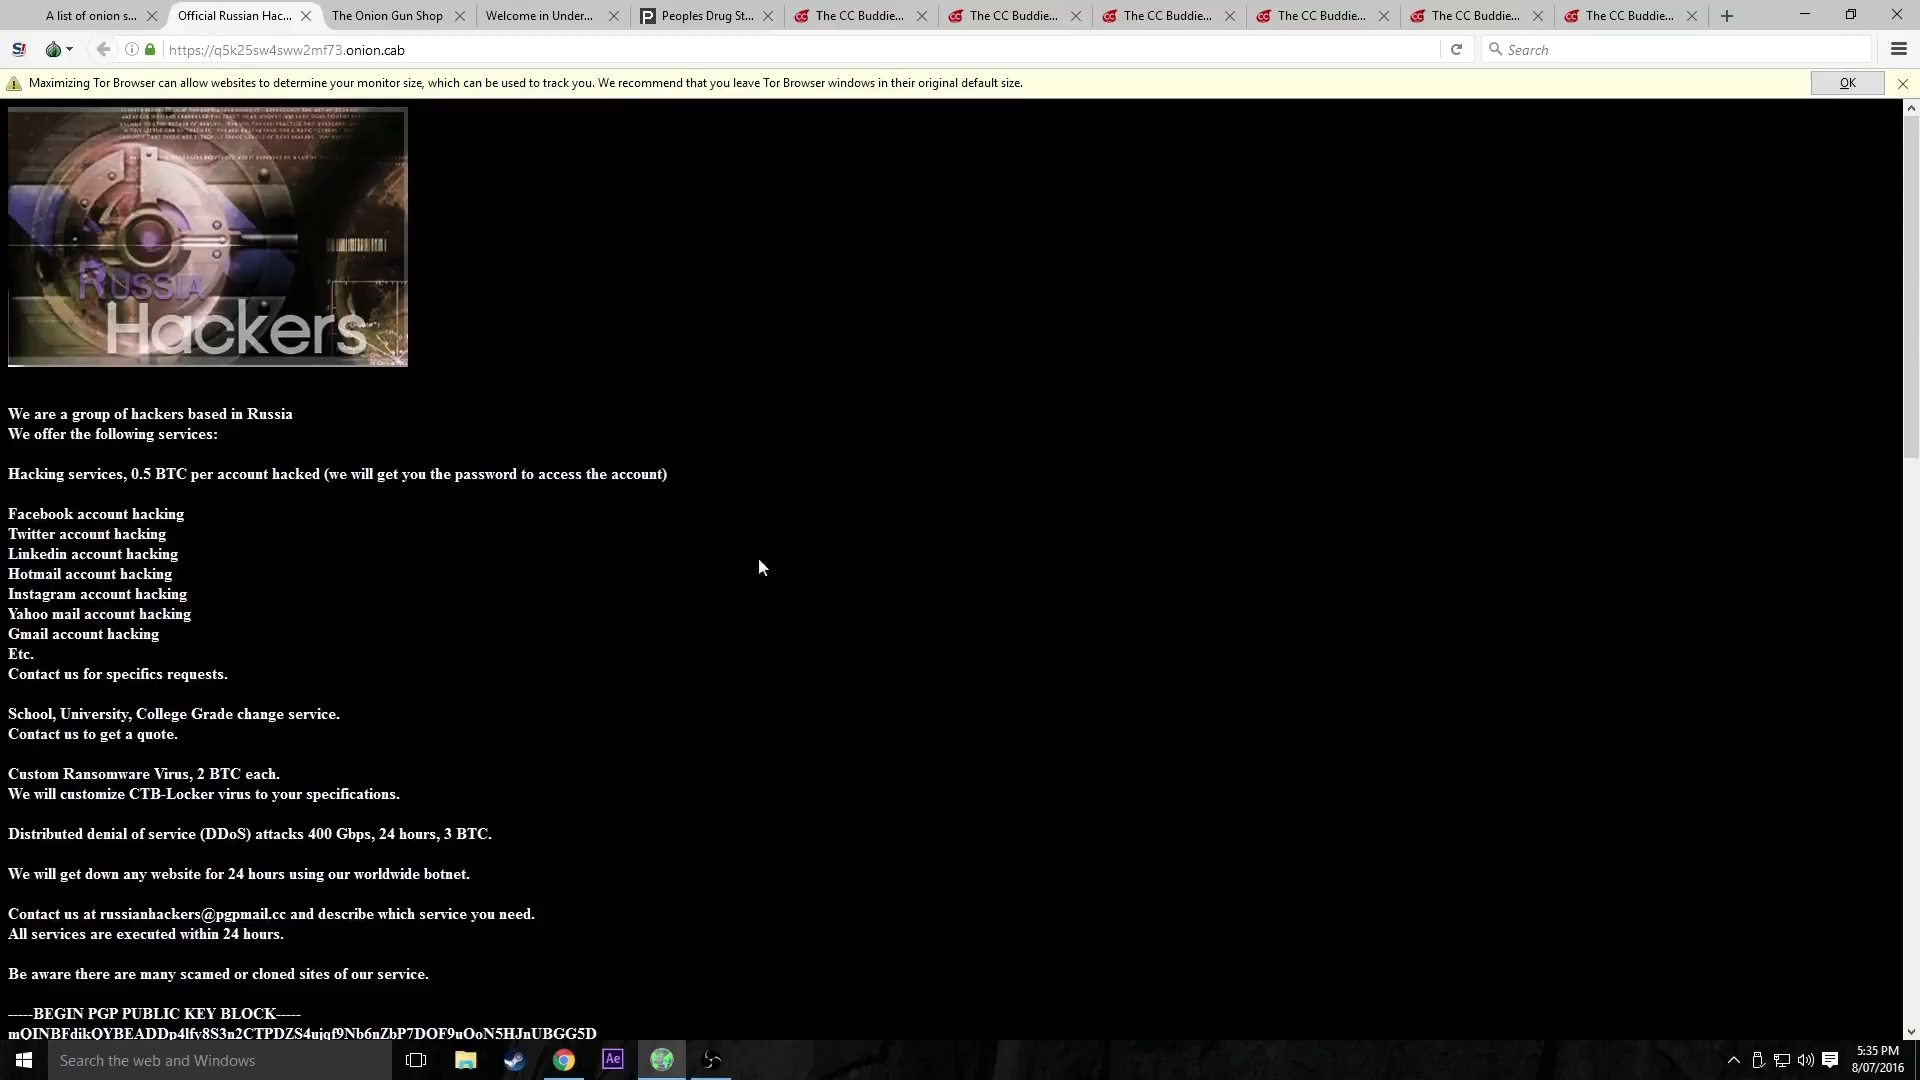 A list of onion s...
Official Russian Hac...
The Onion Gun Shop
Welcome in Under...
Peoples Drug St...
The CC Buddie...
The CC Buddie...
The CC Buddie...
The CC Buddie...
The CC Buddie...
The CC Buddie...
https://q5k25sw4sww2mf73.onion.cab
Search
Maximizing Tor Browser can allow websites to determine your monitor size, which can be used to track you. We recommend that you leave Tor Browser windows in their original default size.
OK
RUSSIA
Hackers
We are a group of hackers based in Russia
We offer the following services:
Hacking services, 0.5 BTC per account hacked (we will get you the password to access the account)
Facebook account hacking
Twitter account hacking
Linkedin account hacking
Hotmail account hacking
Instagram account hacking
Yahoo mail account hacking
Gmail account hacking
Etc.
Contact us for specifics requests.
School, University, College Grade change service.
Contact us to get a quote.
Custom Ransomware Virus, 2 BTC each.
We will customize CTB-Locker virus to your specifications.
Distributed denial of service (DDoS) attacks 400 Gbps, 24 hours, 3 BTC.
We will get down any website for 24 hours using our worldwide botnet.
Contact us at russianhackers@pgpmail.cc and describe which service you need.
All services are executed within 24 hours.
Be aware there are many scamed or cloned sites of our service.
-----BEGIN PGP PUBLIC KEY BLOCK-----
Search the web and Windows
Ae
5:35 PM
8/07/2016